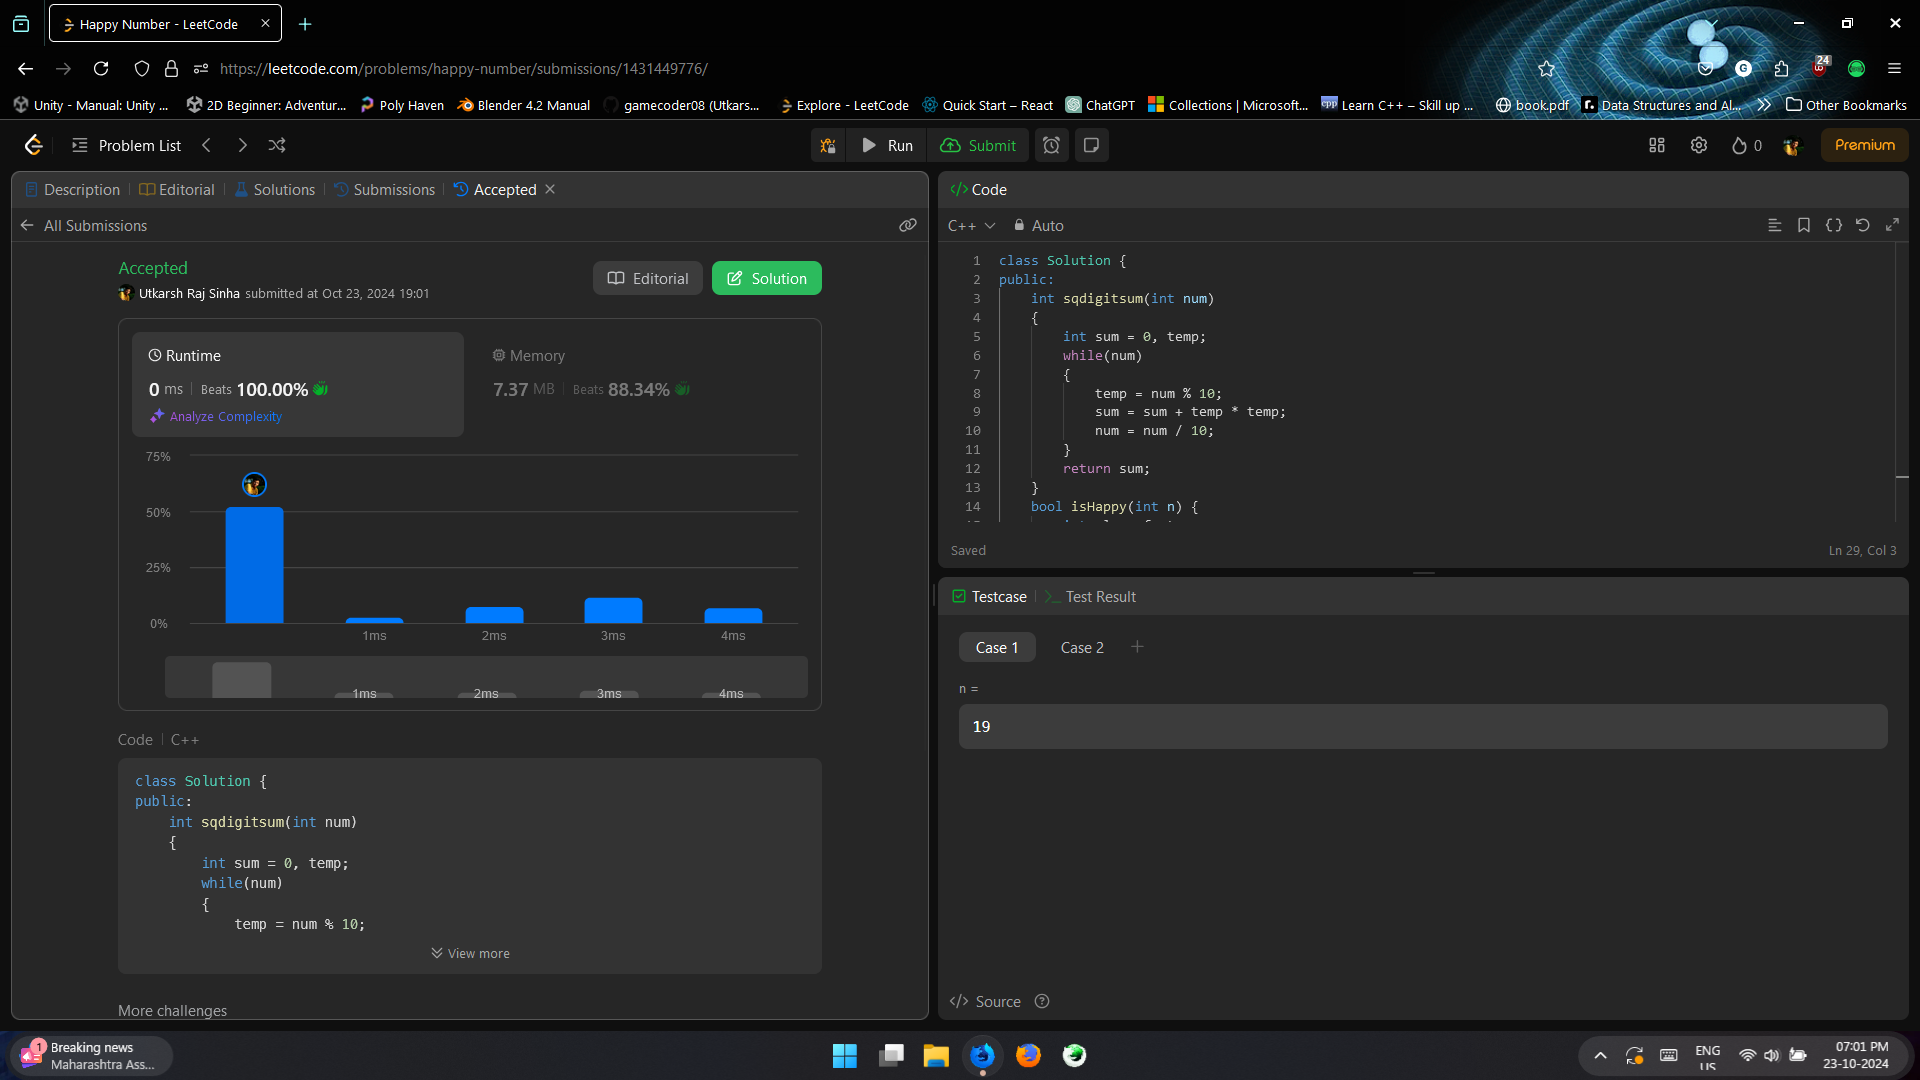 Happy Number - LeetCode
https://leetcode.com/problems/happy-number/submissions/1431449776/
24
Unity - Manual: Unity ...
2D Beginner: Adventur...
Poly Haven
Blender 4.2 Manual
gamecoder08 (Utkars...
Explore - LeetCode
Quick Start – React
ChatGPT
Collections | Microsoft...
Learn C++ – Skill up ...
book.pdf
Data Structures and Al...
Other Bookmarks
Problem List
Run
Submit
0
Premium
Description
Editorial
Solutions
Submissions
Accepted
All Submissions
Accepted
Utkarsh Raj Sinha submitted at Oct 23, 2024 19:01
Editorial
Solution
Runtime
0 ms | Beats 100.00%
Analyze Complexity
Memory
7.37 MB | Beats 88.34%
75%
50%
25%
0%
1ms
2ms
3ms
4ms
1ms
2ms
3ms
4ms
Code | C++
class Solution {
public:
    int sqdigitsum(int num)
    {
        int sum = 0, temp;
        while(num)
        {
            temp = num % 10;
View more
More challenges
</> Code
C++
Auto
1 class Solution {
2 public:
3     int sqdigitsum(int num)
4     {
5         int sum = 0, temp;
6         while(num)
7         {
8             temp = num % 10;
9             sum = sum + temp * temp;
10             num = num / 10;
11         }
12         return sum;
13     }
14     bool isHappy(int n) {
Saved
Ln 29, Col 3
Testcase
Test Result
Case 1
Case 2
n =
19
</> Source
1
Breaking news
Maharashtra Ass...
ENG
US
07:01 PM
23-10-2024